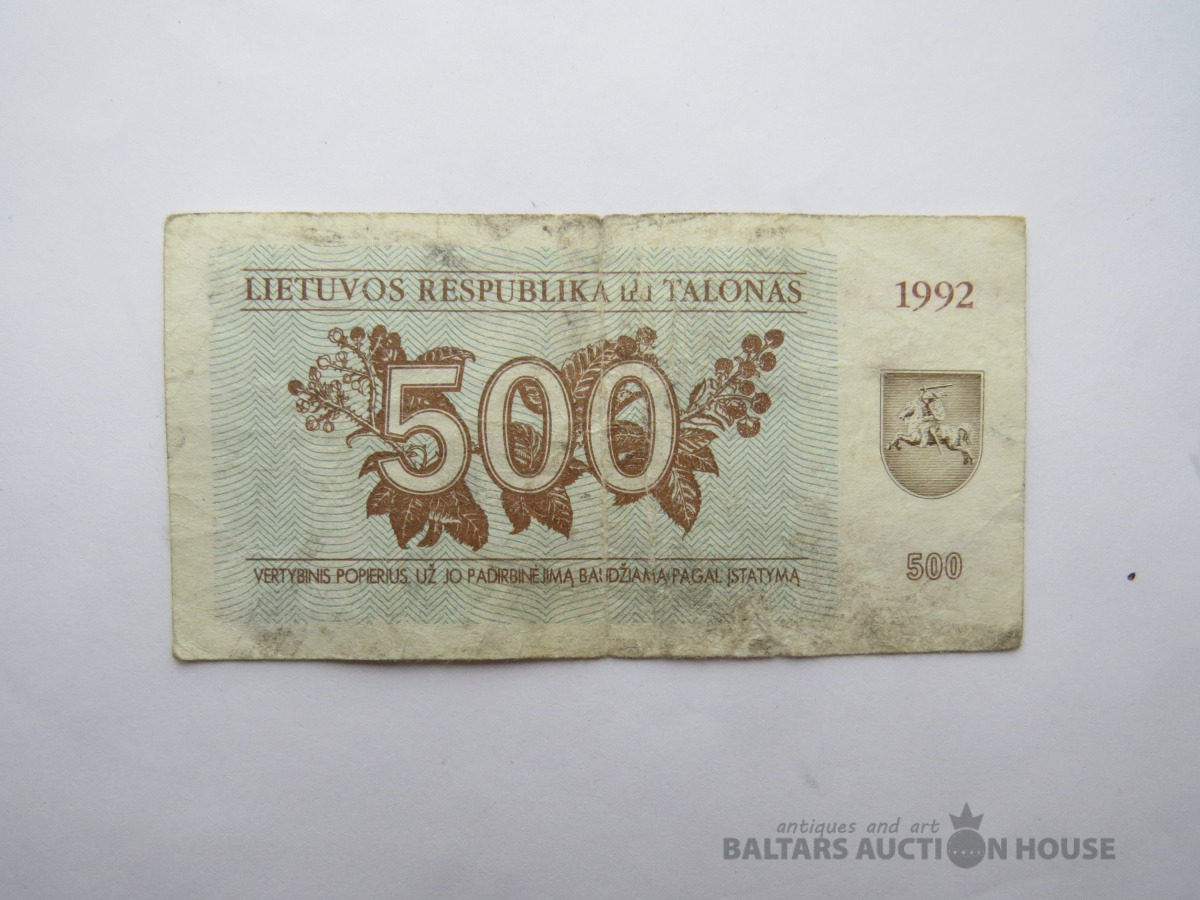 LIETUVOS RESPUBLIKA TALONAS
1992
500
VERTYBINIS POPIERIUS. UŽ JO PADIRBINĖJIMĄ BAUDŽIAMA PAGAL ĮSTATYMĄ
500
antiques and art
BALTARS AUCTION HOUSE